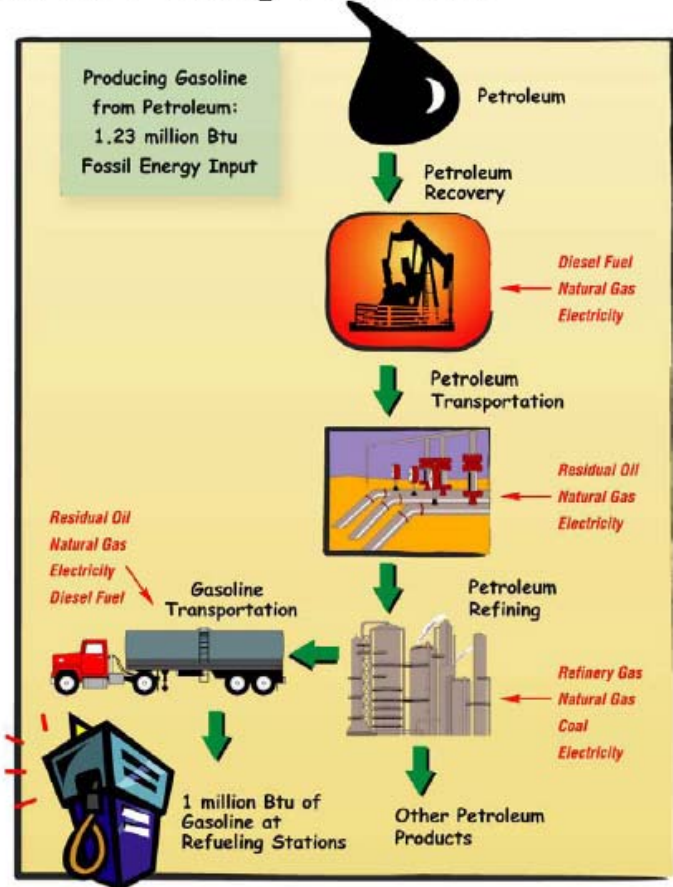 Producing Gasoline
from Petroleum:
1.23 million Btu
Fossil Energy Input
Petroleum
Petroleum
Recovery
Diesel Fuel
Natural Gas
Electricity
Petroleum
Transportation
Residual Oil
Natural Gas
Electricity
Residual Oil
Natural Gas
Electricity
Diesel Fuel
Gasoline
Transportation
Petroleum
Refining
Refinery Gas
Natural Gas
Coal
Electricity
1 million Btu of
Gasoline at
Refueling Stations
Other Petroleum
Products